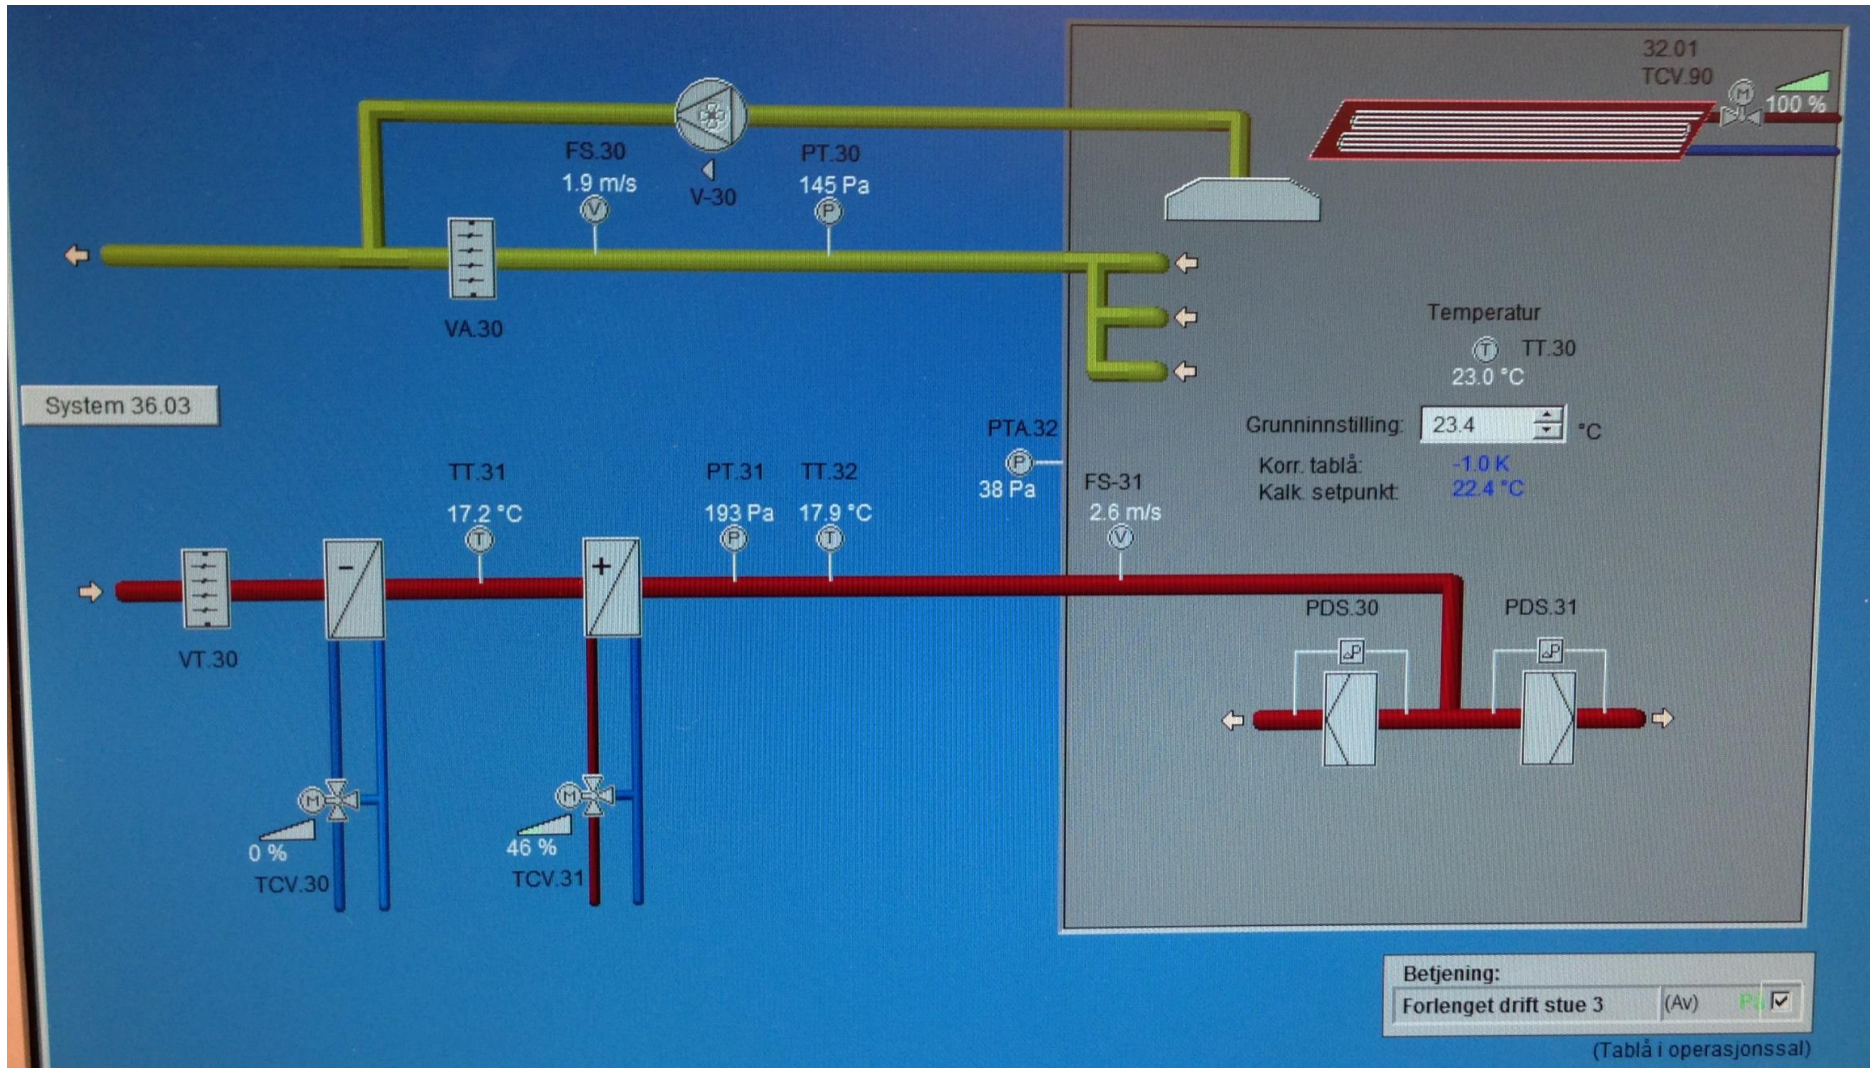 32.01
TCV.90
M
100 %
FS.30
1.9 m/s
V
V-30
PT.30
145 Pa
P
VA.30
Temperatur
T TT.30
23.0 °C
System 36.03
Grunninnstilling: 23.4 °C
Korr. tablå: -1.0 K
Kalk. setpunkt: 22.4 °C
PTA.32
P
38 Pa
TT.31
17.2 °C
T
PT.31
193 Pa
P
TT.32
17.9 °C
T
FS-31
2.6 m/s
V
-
+
VT.30
PDS.30
P
PDS.31
P
M
0 %
TCV.30
M
46 %
TCV.31
Betjening:
Forlenget drift stue 3 (Av)
(Tablå i operasjonssal)